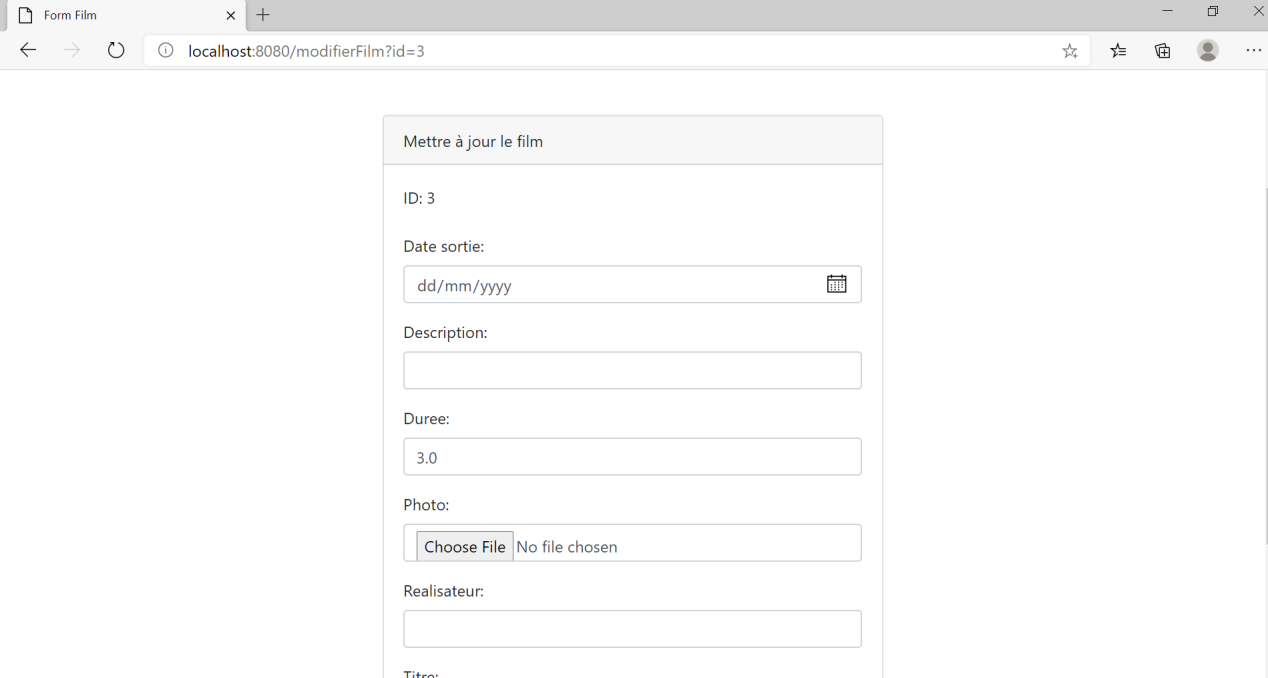 Form Film
localhost:8080/modifierFilm?id=3
Mettre à jour le film
ID: 3
Date sortie:
dd/mm/yyyy
Description:
Duree:
3.0
Photo:
Choose File No file chosen
Realisateur:
Titre: